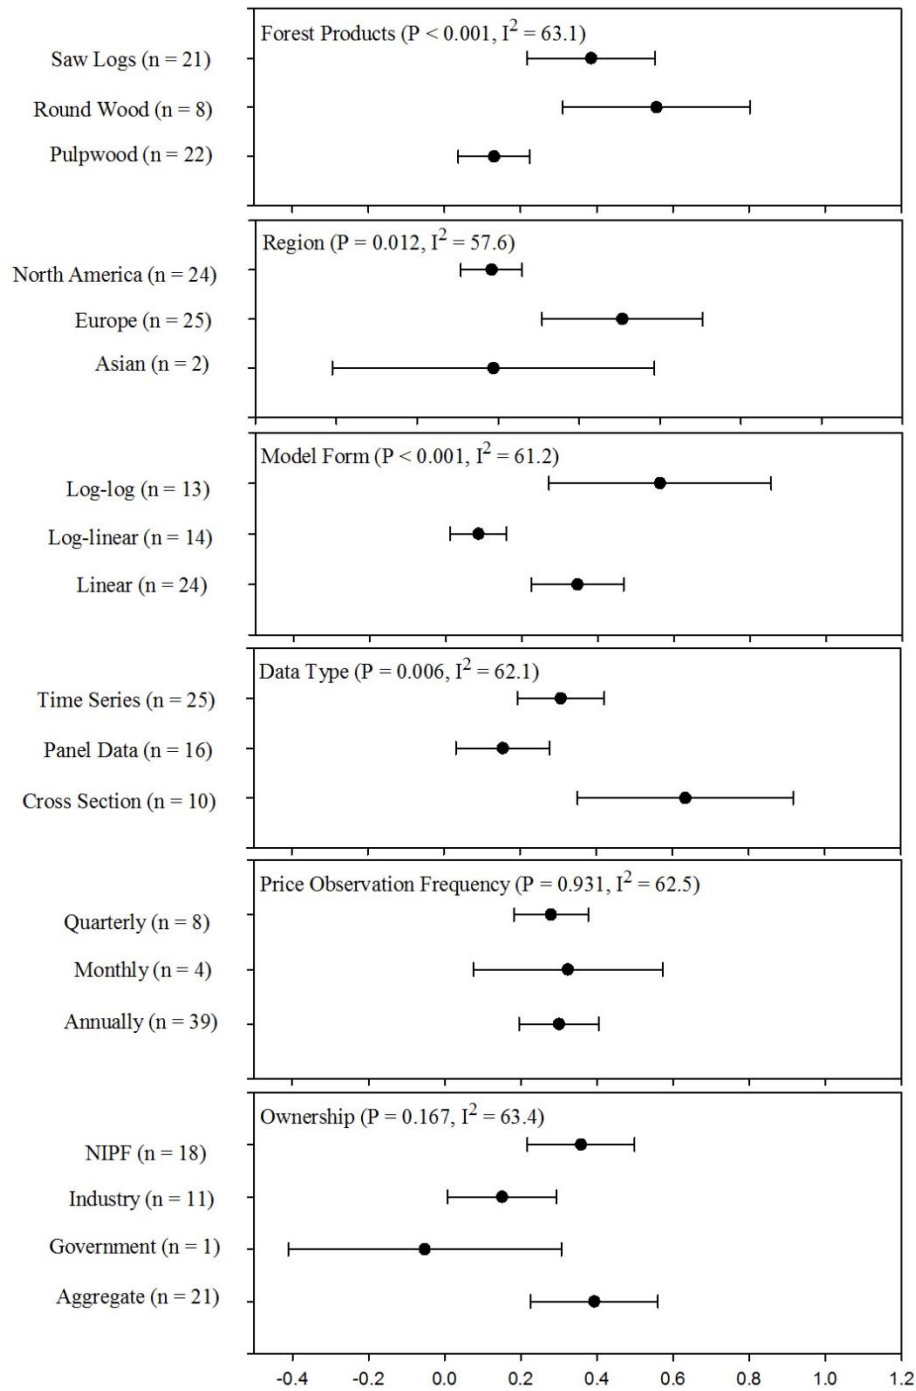 Forest Products (P < 0.001, I² = 63.1)
Saw Logs (n = 21)
Round Wood (n = 8)
Pulpwood (n = 22)
Region (P = 0.012, I² = 57.6)
North America (n = 24)
Europe (n = 25)
Asian (n = 2)
Model Form (P < 0.001, I² = 61.2)
Log-log (n = 13)
Log-linear (n = 14)
Linear (n = 24)
Data Type (P = 0.006, I² = 62.1)
Time Series (n = 25)
Panel Data (n = 16)
Cross Section (n = 10)
Price Observation Frequency (P = 0.931, I² = 62.5)
Quarterly (n = 8)
Monthly (n = 4)
Annually (n = 39)
Ownership (P = 0.167, I² = 63.4)
NIPF (n = 18)
Industry (n = 11)
Government (n = 1)
Aggregate (n = 21)
-0.4 -0.2 0.0 0.2 0.4 0.6 0.8 1.0 1.2